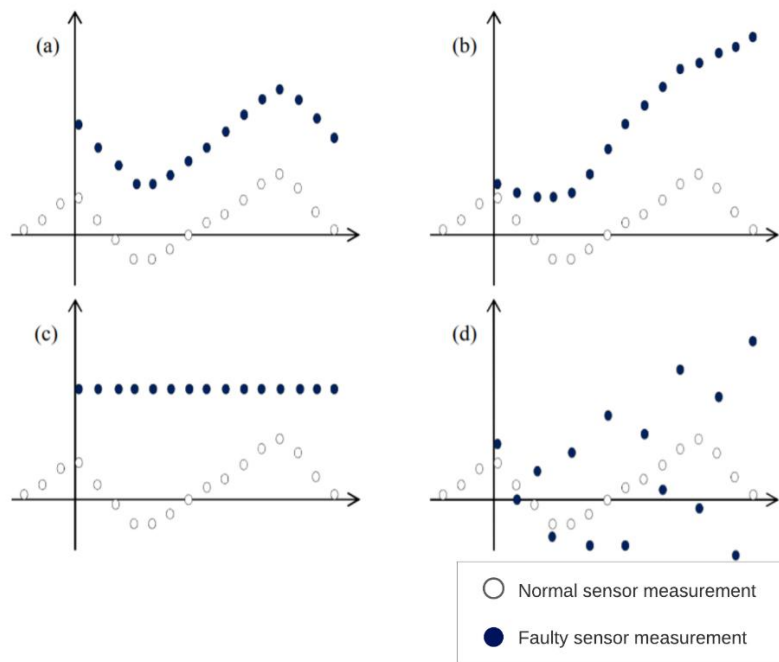 (a)
(b)
(c)
(d)
Normal sensor measurement
Faulty sensor measurement